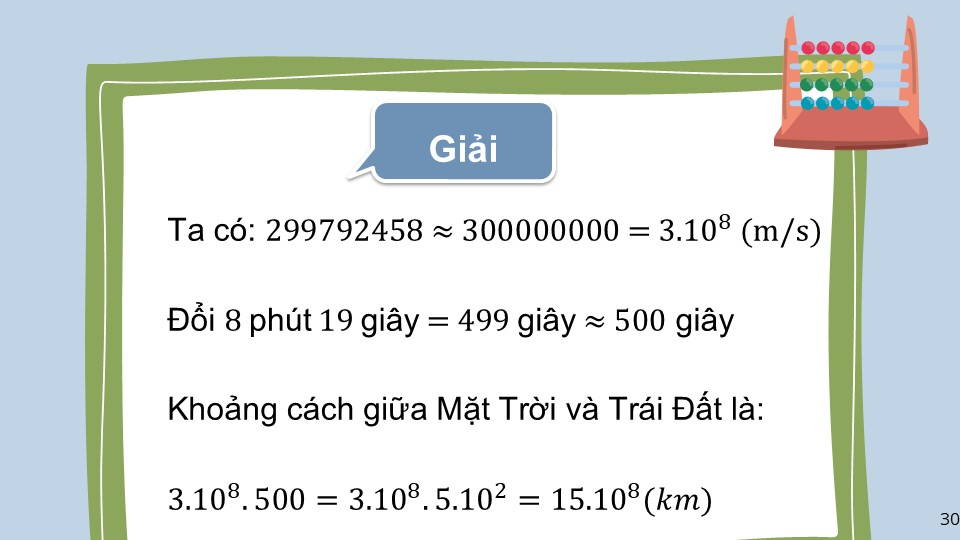 Giải
Ta có: 299792458 ≈ 300000000 = 3.10⁸ (m/s)
Đổi 8 phút 19 giây = 499 giây ≈ 500 giây
Khoảng cách giữa Mặt Trời và Trái Đất là:
3.10⁸. 500 = 3.10⁸. 5.10² = 15.10⁸(km)
30